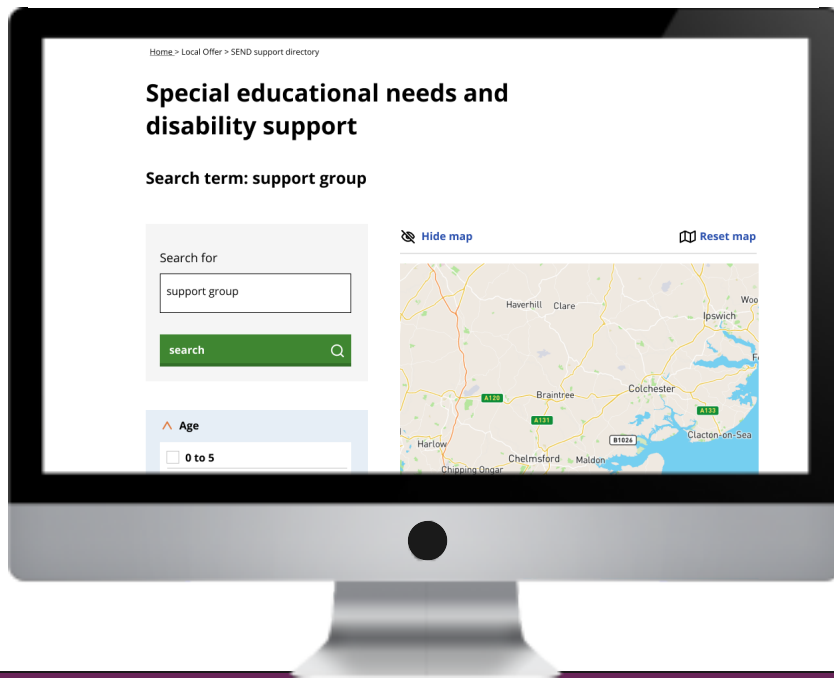 Home > Local Offer > SEND support directory
Special educational needs and
disability support
Search term: support group
Search for
support group
search
Age
0 to 5
Hide map
Reset map
Haverhill
Clare
Ipswich
Colchester
A120
Braintree
A131
A133
B1026
Clacton-on-Sea
Harlow
Chelmsford
Maldon
Chipping Ongar